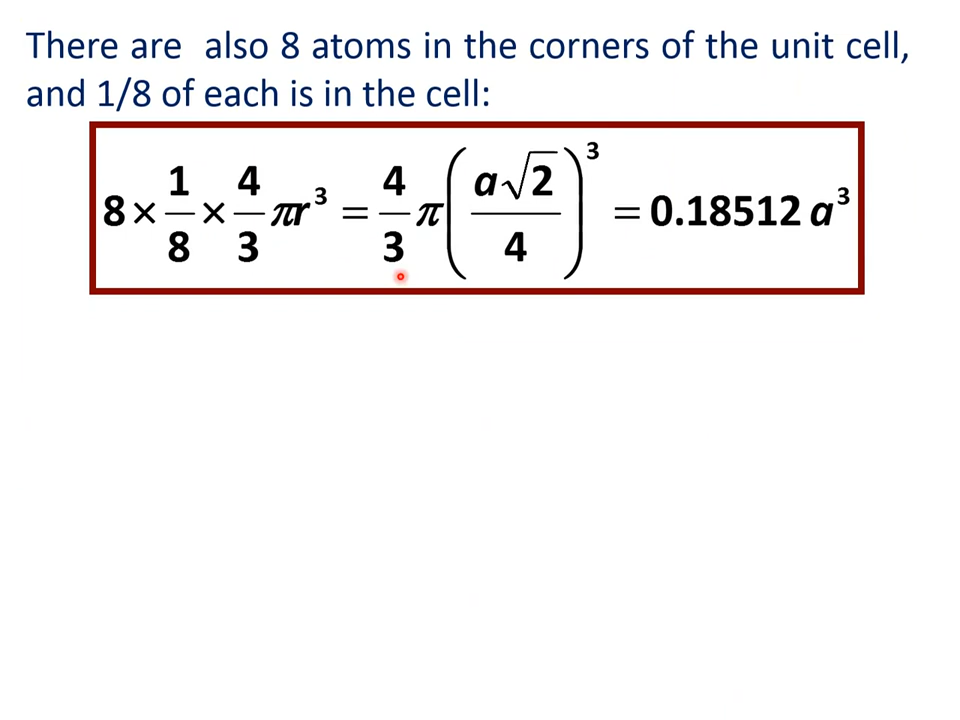 There are also 8 atoms in the corners of the unit cell,
and 1/8 of each is in the cell:
8 × 1/8 × 4/3 πr³ = 4/3 π (a√2/4)³ = 0.18512 a³